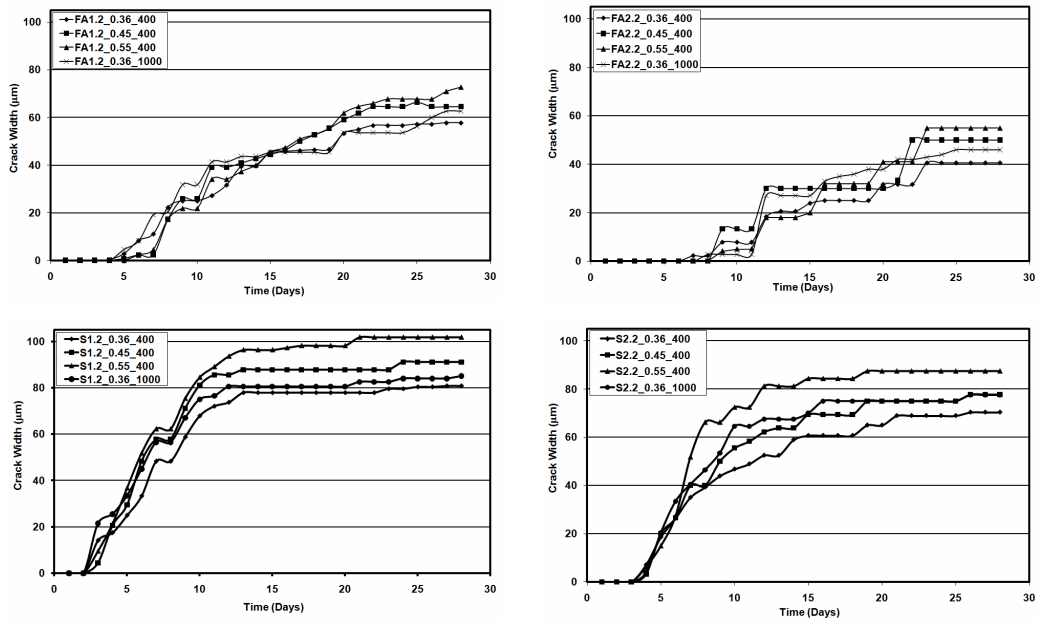 100
80
60
40
20
0
Crack Width (µm)
FA1.2_0.36_400
FA1.2_0.45_400
FA1.2_0.55_400
FA1.2_0.36_1000
0 5 10 15 20 25 30
Time (Days)
100
80
60
40
20
0
Crack Width (µm)
FA2.2_0.36_400
FA2.2_0.45_400
FA2.2_0.55_400
FA2.2_0.36_1000
0 5 10 15 20 25 30
Time (Days)
100
80
60
40
20
0
Crack Width (µm)
S1.2_0.36_400
S1.2_0.45_400
S1.2_0.55_400
S1.2_0.36_1000
0 5 10 15 20 25 30
Time (Days)
100
80
60
40
20
0
Crack Width (µm)
S2.2_0.36_400
S2.2_0.45_400
S2.2_0.55_400
S2.2_0.36_1000
0 5 10 15 20 25 30
Time (Days)